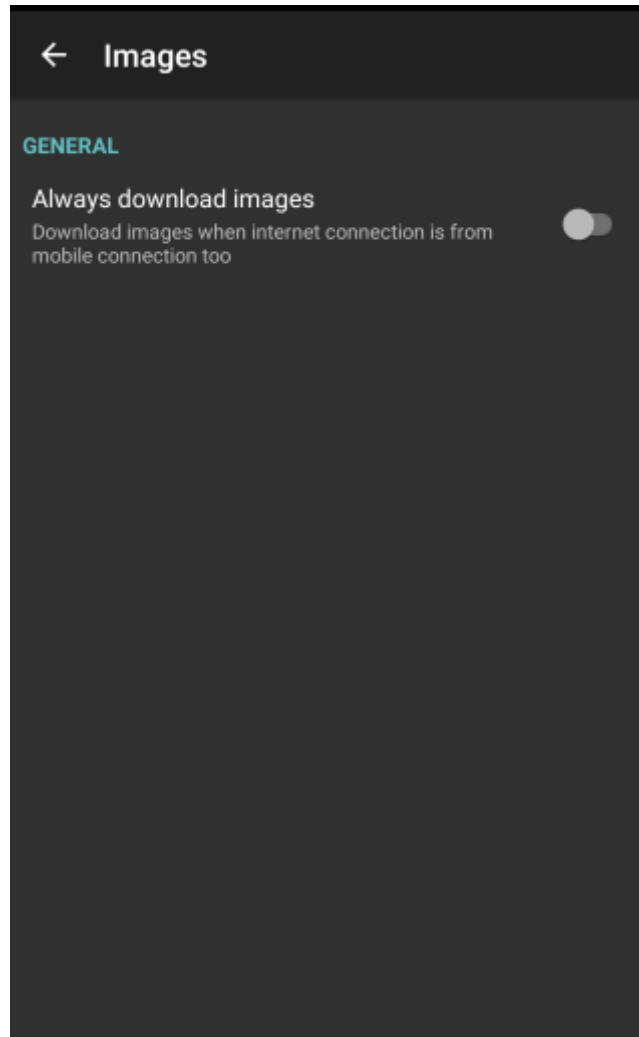 Images
GENERAL
Always download images
Download images when internet connection is from
mobile connection too